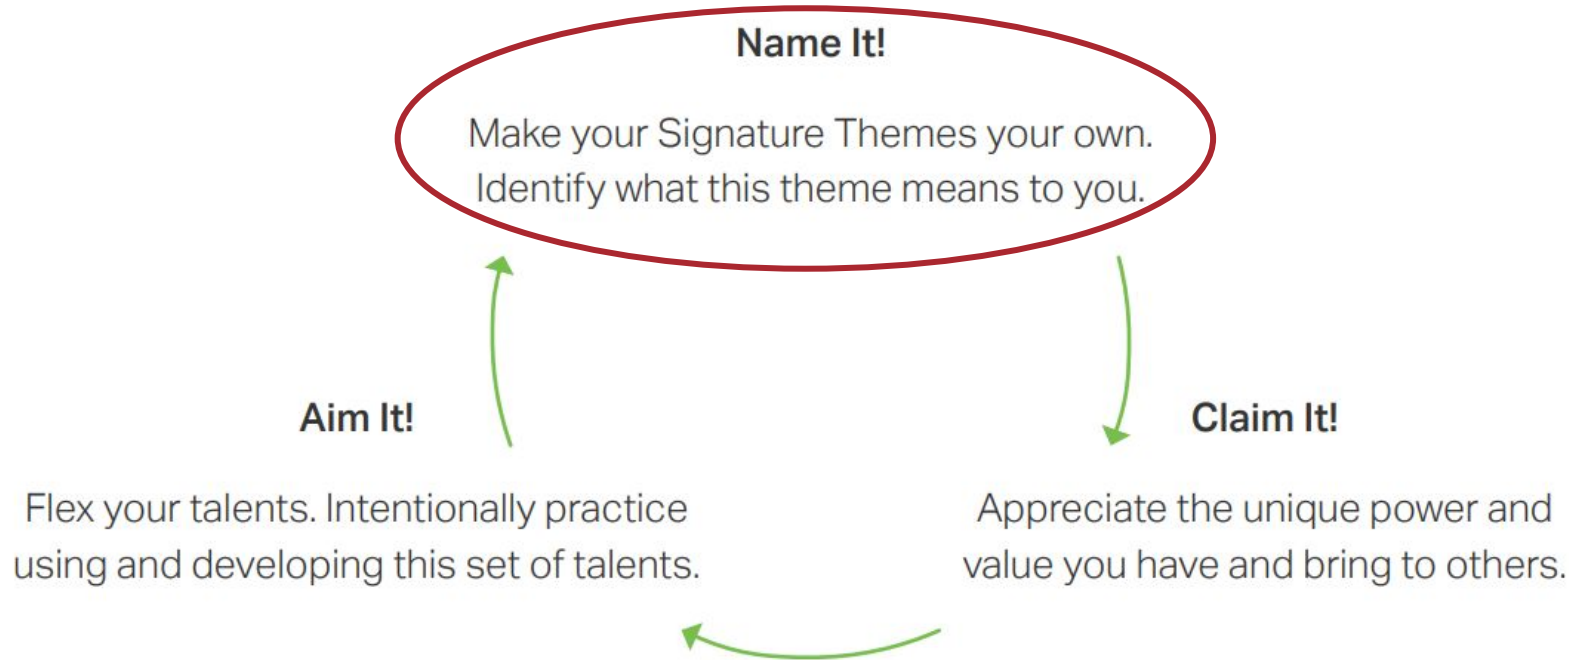 Name It!
Make your Signature Themes your own.
Identify what this theme means to you.
Aim It!
Flex your talents. Intentionally practice
using and developing this set of talents.
Claim It!
Appreciate the unique power and
value you have and bring to others.